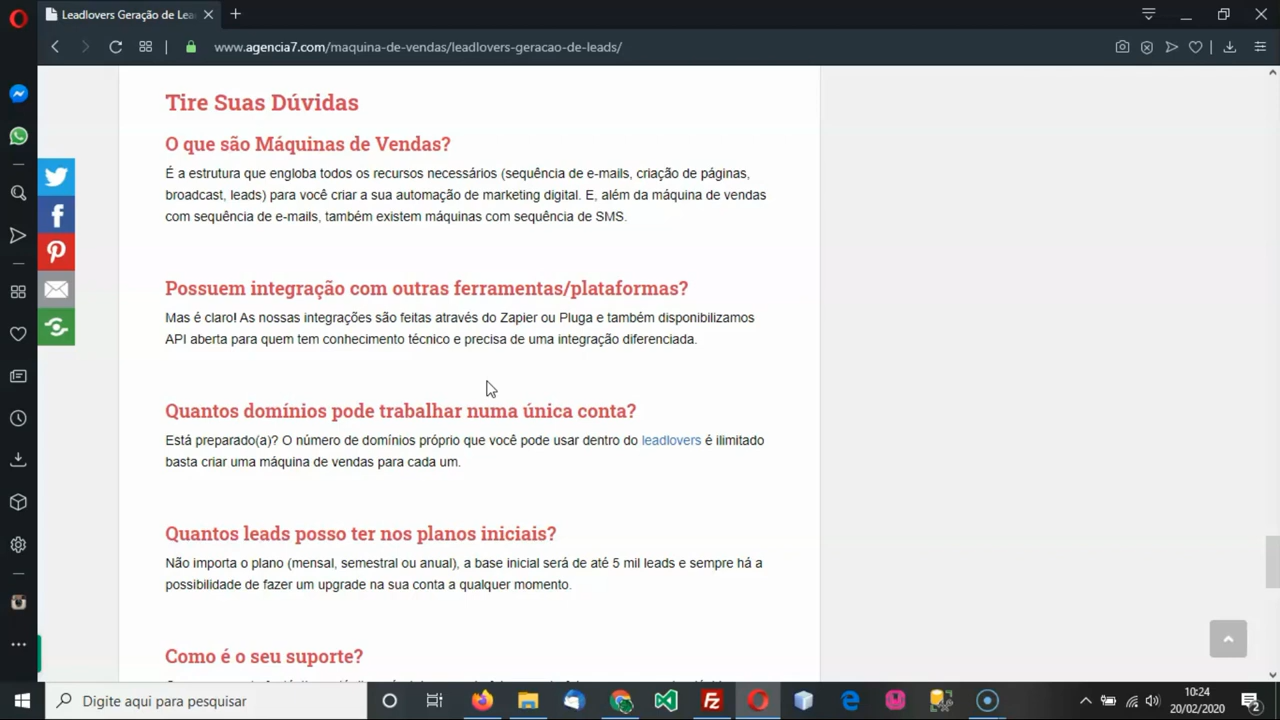 Leadlovers Geração de Lea
www.agencia7.com/maquina-de-vendas/leadlovers-geracao-de-leads/
Tire Suas Dúvidas
O que são Máquinas de Vendas?
É a estrutura que engloba todos os recursos necessários (sequência de e-mails, criação de páginas,
broadcast, leads) para você criar a sua automação de marketing digital. E, além da máquina de vendas
com sequência de e-mails, também existem máquinas com sequência de SMS.
Possuem integração com outras ferramentas/plataformas?
Mas é claro! As nossas integrações são feitas através do Zapier ou Pluga e também disponibilizamos
API aberta para quem tem conhecimento técnico e precisa de uma integração diferenciada.
Quantos domínios pode trabalhar numa única conta?
Está preparado(a)? O número de domínios próprio que você pode usar dentro do leadlovers é ilimitado
basta criar uma máquina de vendas para cada um.
Quantos leads posso ter nos planos iniciais?
Não importa o plano (mensal, semestral ou anual), a base inicial será de até 5 mil leads e sempre há a
possibilidade de fazer um upgrade na sua conta a qualquer momento.
Como é o seu suporte?
Digite aqui para pesquisar
10:24
20/02/2020
2